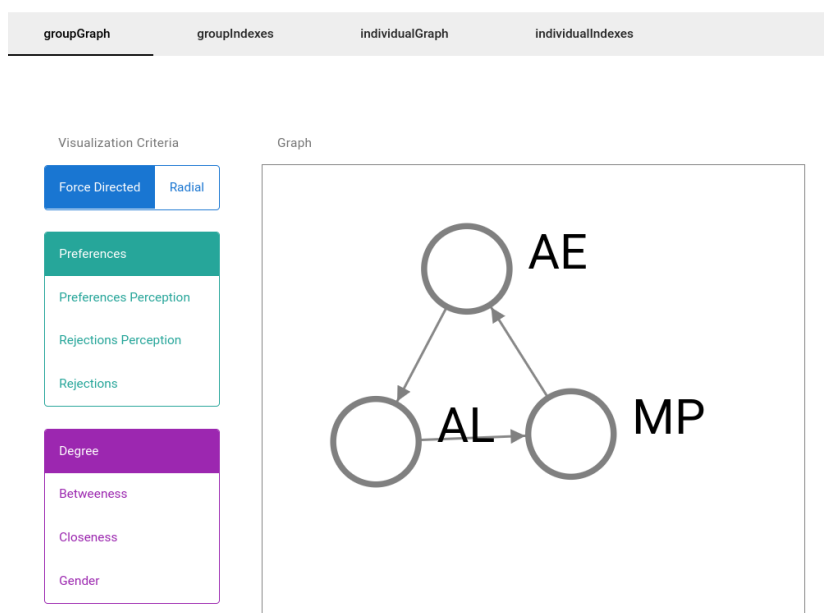 groupGraph groupIndexes individualGraph individualIndexes
Visualization Criteria
Force Directed Radial
Preferences
Preferences Perception
Rejections Perception
Rejections
Degree
Betweeness
Closeness
Gender
Graph
AE
AL
MP